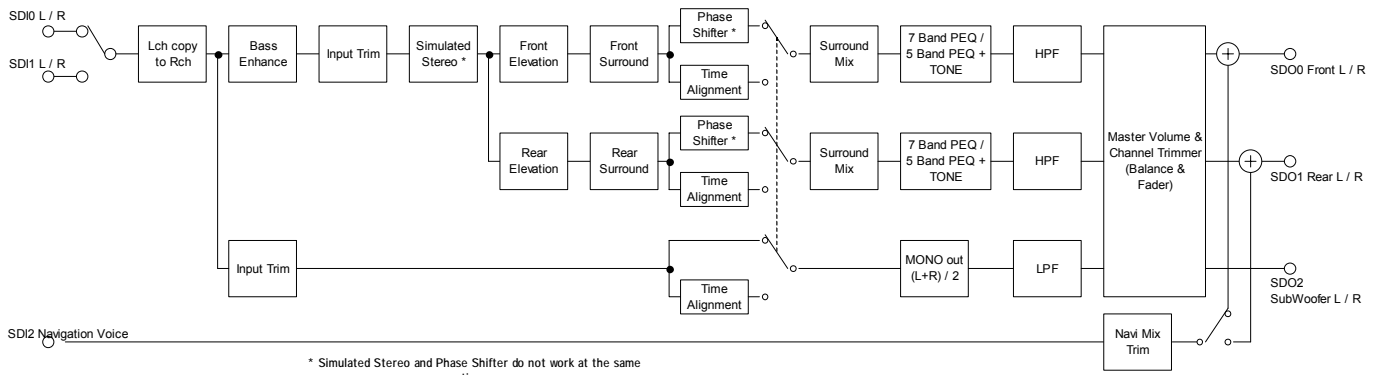 SDI0 L / R
SDI1 L / R
Lch copy
to Rch
Bass
Enhance
Input Trim
Simulated
Stereo *
Front
Elevation
Front
Surround
Phase
Shifter *
Time
Alignment
Surround
Mix
7 Band PEQ /
5 Band PEQ +
TONE
HPF
Rear
Elevation
Rear
Surround
Phase
Shifter *
Time
Alignment
Surround
Mix
7 Band PEQ /
5 Band PEQ +
TONE
HPF
Master Volume &
Channel Trimmer
(Balance &
Fader)
SDO0 Front L / R
SDO1 Rear L / R
Input Trim
Time
Alignment
MONO out
(L+R) / 2
LPF
SDO2
SubWoofer L / R
SDI2 Navigation Voice
Navi Mix
Trim
* Simulated Stereo and Phase Shifter do not work at the same